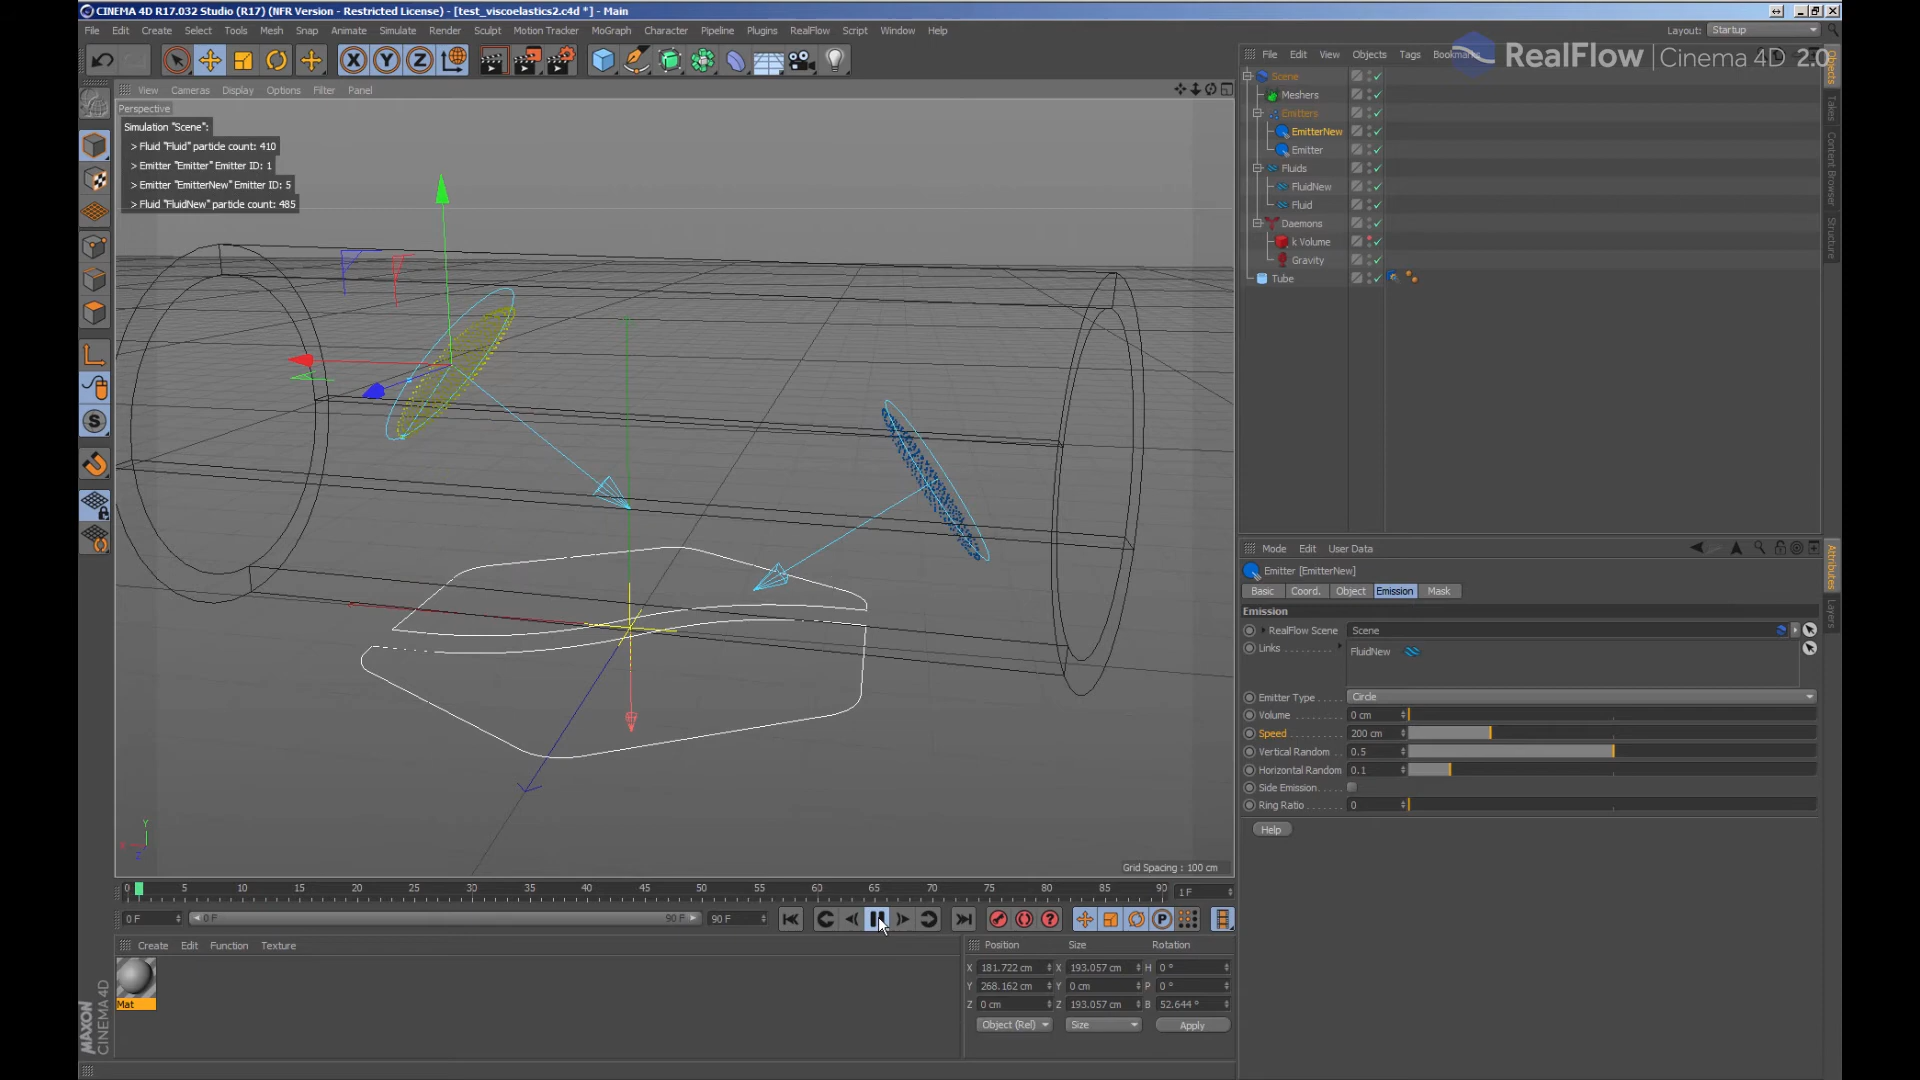 CINEMA 4D R17.032 Studio (R17) (NFR Version - Restricted License) - [test_viscoelastics2.c4d *] - Main
File Edit Create Select Tools Mesh Snap Animate Simulate Render Sculpt Motion Tracker MoGraph Character Pipeline Plugins RealFlow Script Window Help
Layout: Startup
File Edit View Objects Tags Bookmarks
RealFlow | Cinema 4D 2.0
View Cameras Display Options Filter Panel
Perspective
Simulation "Scene":
> Fluid "Fluid" particle count: 410
> Emitter "Emitter" Emitter ID: 1
> Emitter "EmitterNew" Emitter ID: 5
> Fluid "FluidNew" particle count: 485
Scene
Meshers
Emitters
EmitterNew
Emitter
Fluids
FluidNew
Fluid
Daemons
k Volume
Gravity
Tube
Objects
Takes
Content Browser
Structure
Mode Edit User Data
Emitter [EmitterNew]
Basic Coord. Object Emission Mask
Emission
RealFlow Scene Scene
Links FluidNew
Emitter Type Circle
Volume 0 cm
Speed 200 cm
Vertical Random 0.5
Horizontal Random 0.1
Side Emission
Ring Ratio 0
Help
Attributes
Layers
Y
X
Z
Grid Spacing : 100 cm
0 5 10 15 20 25 30 35 40 45 50 55 60 65 70 75 80 85 90 1 F
0 F 0 F 90 F 90 F
Create Edit Function Texture
Mat
Position Size Rotation
X 181.722 cm X 193.057 cm H 0 °
Y 268.162 cm Y 0 cm P 0 °
Z 0 cm Z 193.057 cm B 52.644 °
Object (Rel) Size Apply
MAXON
CINEMA 4D